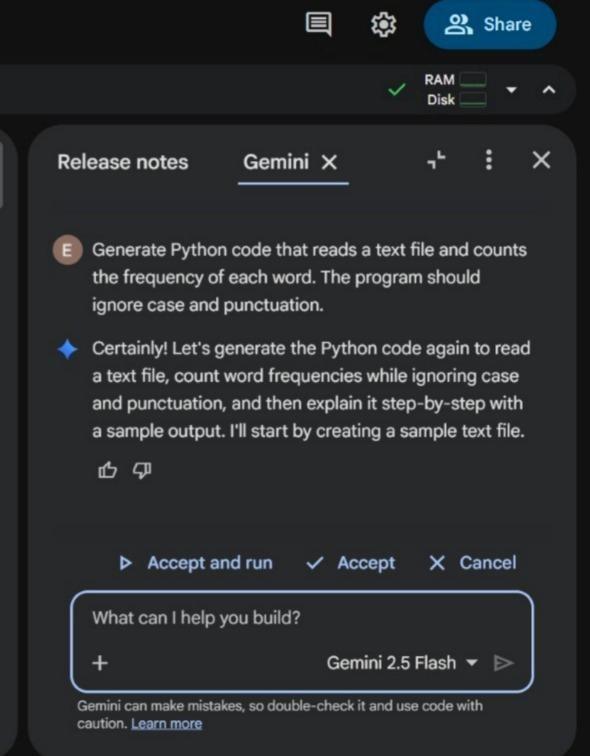 Share
RAM
Disk
Release notes
Gemini
E
Generate Python code that reads a text file and counts
the frequency of each word. The program should
ignore case and punctuation.
Certainly! Let's generate the Python code again to read
a text file, count word frequencies while ignoring case
and punctuation, and then explain it step-by-step with
a sample output. I'll start by creating a sample text file.
Accept and run
Accept
Cancel
What can I help you build?
Gemini 2.5 Flash
Gemini can make mistakes, so double-check it and use code with
caution. Learn more